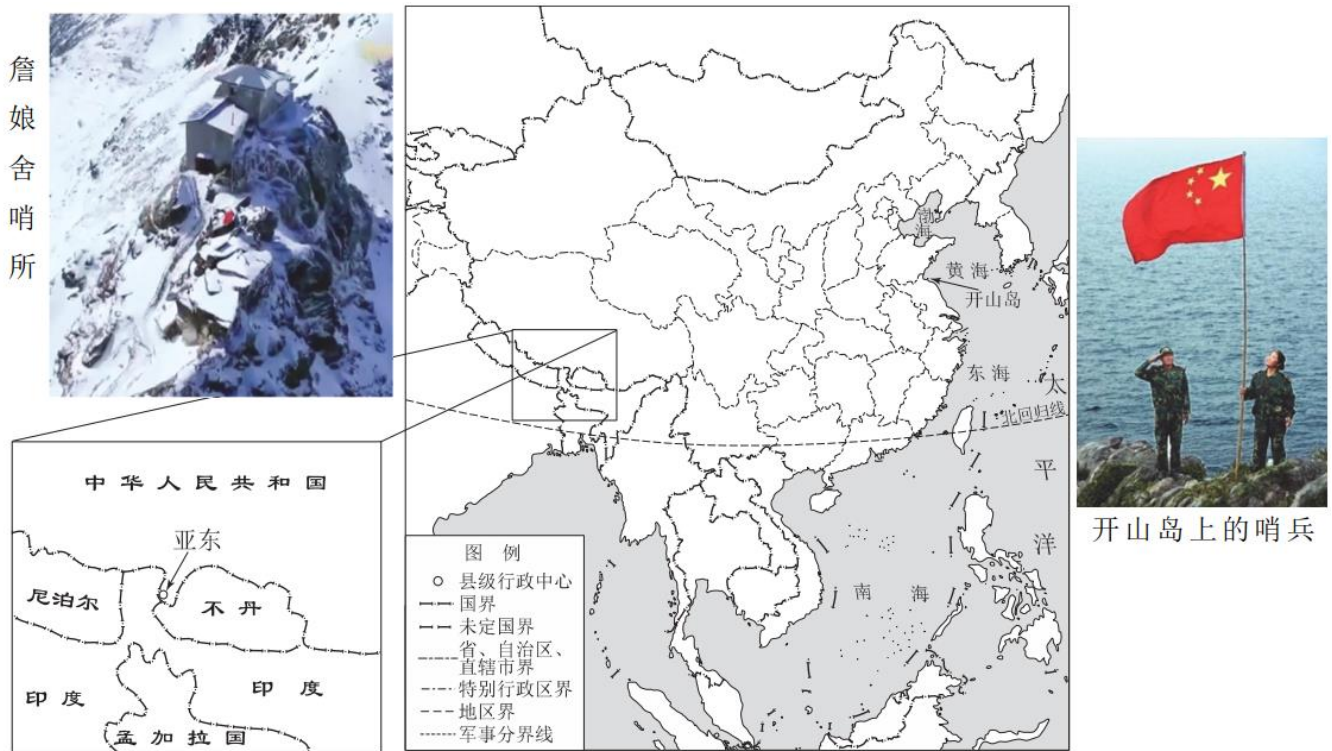 詹娘舍哨所
渤海
黄海
开山岛
东海
太平洋
北回归线
南海
中华人民共和国
亚东
尼泊尔
不丹
印度
印度
孟加拉国
图例
县级行政中心
国界
未定国界
省、自治区、
直辖市界
特别行政区界
地区界
军事分界线
开山岛上的哨兵